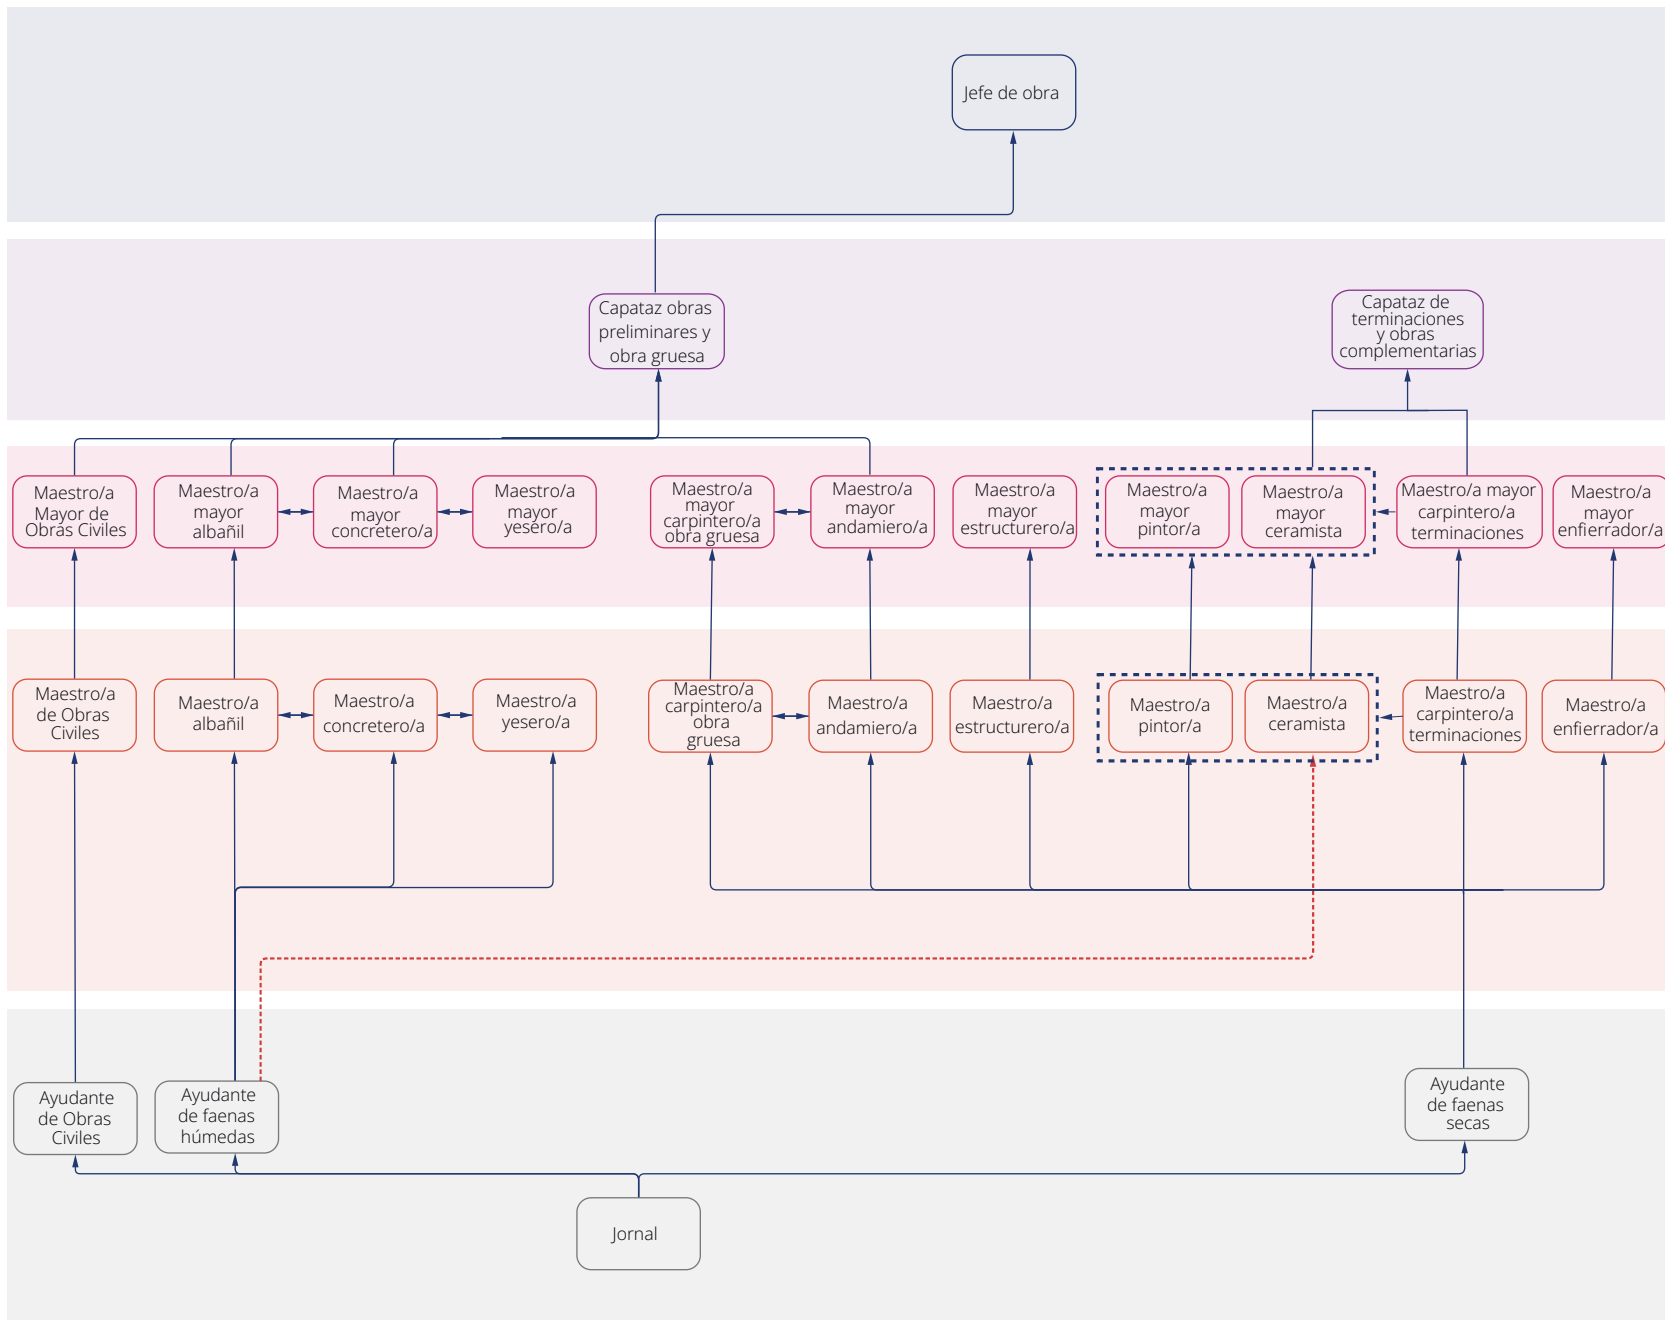 Jefe de obra
Capataz obras
preliminares y
obra gruesa
Capataz de
terminaciones
y obras
complementarias
Maestro/a
Mayor de
Obras Civiles
Maestro/a
mayor
albañil
Maestro/a
mayor
concretero/a
Maestro/a
mayor
yesero/a
Maestro/a
mayor
carpintero/a
obra gruesa
Maestro/a
mayor
andamiero/a
Maestro/a
mayor
estructurero/a
Maestro/a
mayor
pintor/a
Maestro/a
mayor
ceramista
Maestro/a mayor
carpintero/a
terminaciones
Maestro/a
mayor
enfierrador/a
Maestro/a
de Obras
Civiles
Maestro/a
albañil
Maestro/a
concretero/a
Maestro/a
yesero/a
Maestro/a
carpintero/a
obra
gruesa
Maestro/a
andamiero/a
Maestro/a
estructurero/a
Maestro/a
pintor/a
Maestro/a
ceramista
Maestro/a
carpintero/a
terminaciones
Maestro/a
enfierrador/a
Ayudante
de Obras
Civiles
Ayudante
de faenas
húmedas
Ayudante
de faenas
secas
Jornal